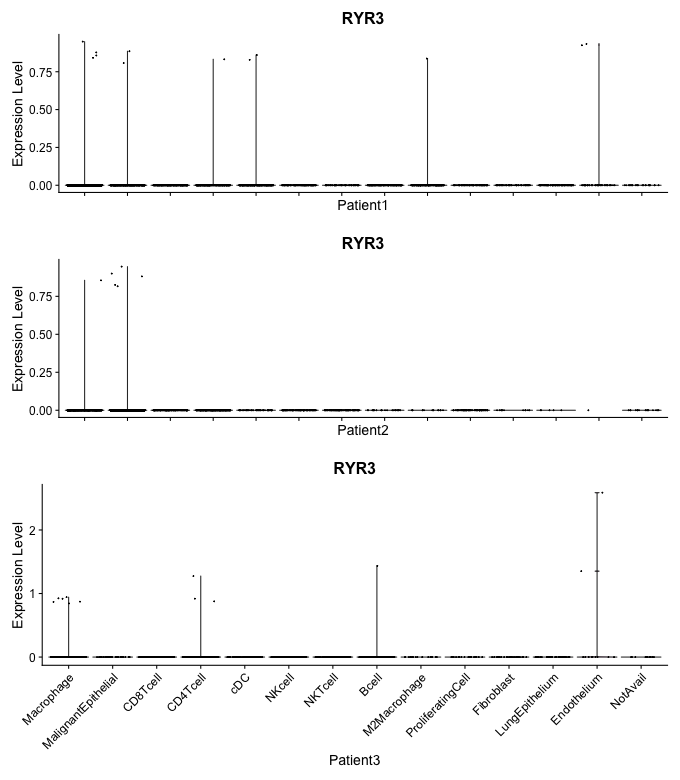 RYR3
Expression Level
0.75
0.50
0.25
0.00
Patient1
RYR3
Expression Level
0.75
0.50
0.25
0.00
Patient2
RYR3
Expression Level
2
1
0
Macrophage
MalignantEpithelial
CD8Tcell
CD4Tcell
cDC
NKcell
NKTcell
Bcell
M2Macrophage
ProliferatingCell
Fibroblast
LungEpithelium
Endothelium
NotAvail
Patient3